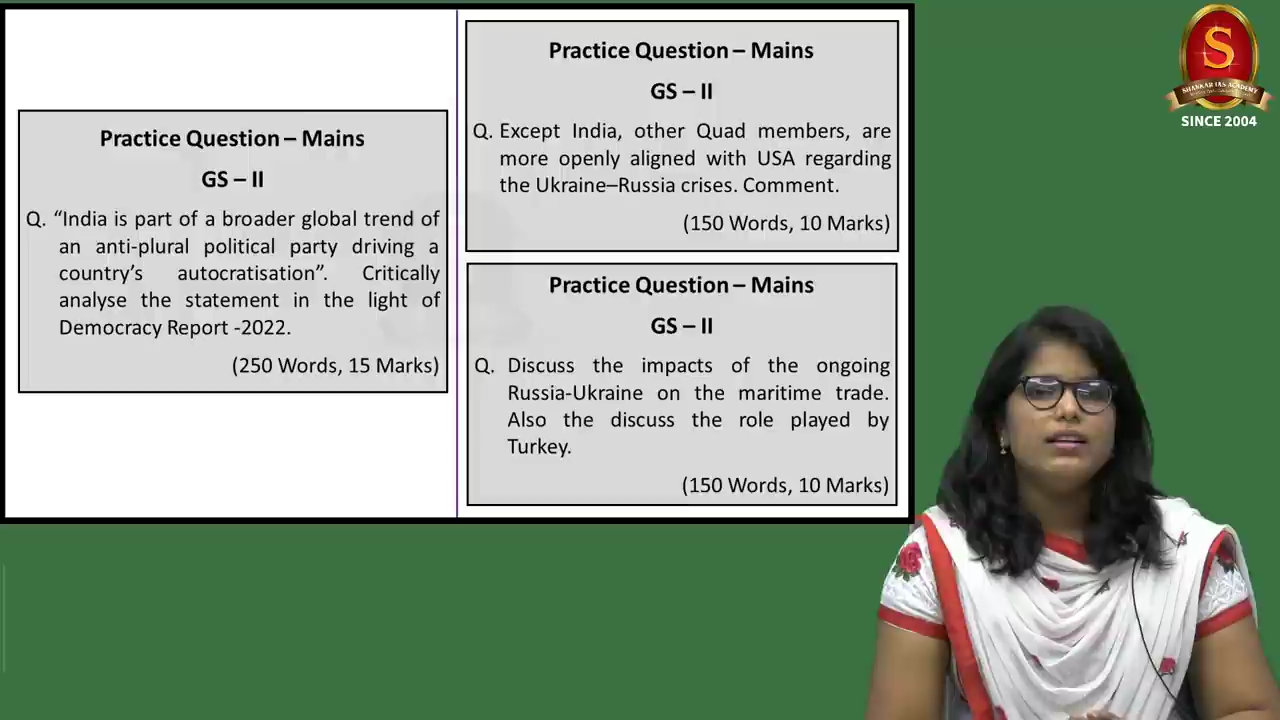 Practice Question – Mains
GS – II
Q. “India is part of a broader global trend of
an anti-plural political party driving a
country’s autocratisation”. Critically
analyse the statement in the light of
Democracy Report -2022.
(250 Words, 15 Marks)
Practice Question – Mains
GS – II
Q. Except India, other Quad members, are
more openly aligned with USA regarding
the Ukraine–Russia crises. Comment.
(150 Words, 10 Marks)
Practice Question – Mains
GS – II
Q. Discuss the impacts of the ongoing
Russia-Ukraine on the maritime trade.
Also the discuss the role played by
Turkey.
(150 Words, 10 Marks)
S
SHANKAR IAS ACADEMY
SINCE 2004